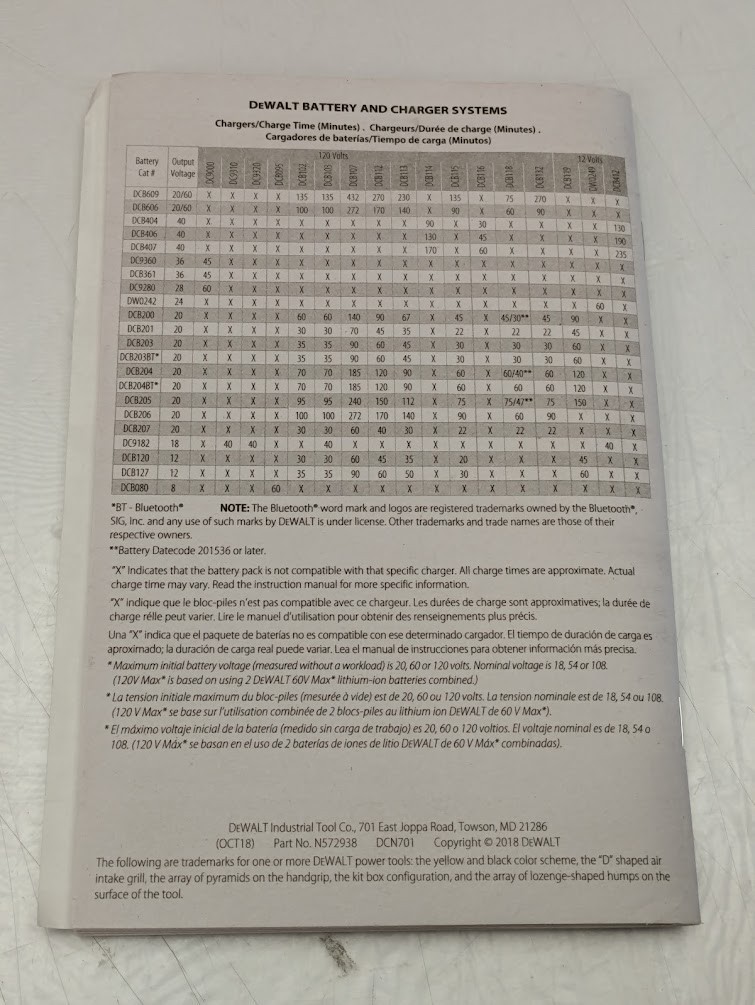 DEWALT BATTERY AND CHARGER SYSTEMS
Chargers/Charge Time (Minutes) . Chargeurs/Durée de charge (Minutes) .
Cargadores de baterías/Tiempo de carga (Minutos)
120 Volts 12 Volts
Battery Cat # Output Voltage DC9000 DC9310 DC9320 DCB095 DCB102 DCB103 DCB107 DCB112 DCB113 DCB114 DCB115 DCB116 DCB118 DCB132 DCB119 DW0249 DCB412
DCB609 20/60 X X X X 135 135 432 270 230 X 135 X 75 270 X X X
DCB606 20/60 X X X X 100 100 272 170 140 X 90 X 60 90 X X X
DCB404 40 X X X X X X X X X 90 X 30 X X X X 130
DCB406 40 X X X X X X X X X 130 X 45 X X X X 190
DCB407 40 X X X X X X X X X 170 X 60 X X X X 235
DC9360 36 45 X X X X X X X X X X X X X X X X
DCB361 36 45 X X X X X X X X X X X X X X X X
DC9280 28 60 X X X X X X X X X X X X X X X X
DW0242 24 X X X X X X X X X X X X X X X 60 X
DCB200 20 X X X X 60 60 140 90 67 X 45 X 45/30** 45 90 X X
DCB201 20 X X X X 30 30 70 45 35 X 22 X 22 22 45 X X
DCB203 20 X X X X 35 35 90 60 45 X 30 X 30 30 60 X X
DCB203BT* 20 X X X X 35 35 90 60 45 X 30 X 30 30 60 X X
DCB204 20 X X X X 70 70 185 120 90 X 60 X 60/40** 60 120 X X
DCB204BT* 20 X X X X 70 70 185 120 90 X 60 X 60 60 120 X X
DCB205 20 X X X X 95 95 240 150 112 X 75 X 75/47** 75 150 X X
DCB206 20 X X X X 100 100 272 170 140 X 90 X 60 90 X X X
DCB207 20 X X X X 30 30 60 40 30 X 22 X 22 22 X X X
DC9182 18 X 40 40 X X 40 X X X X X X X X X 40 X
DCB120 12 X X X X 30 30 60 45 35 X 20 X X X 45 X X
DCB127 12 X X X X 35 35 90 60 50 X 30 X X X 60 X X
DCB080 8 X X X 60 X X X X X X X X X X X X X
*BT - Bluetooth® NOTE: The Bluetooth® word mark and logos are registered trademarks owned by the Bluetooth®,
SIG, Inc. and any use of such marks by DEWALT is under license. Other trademarks and trade names are those of their
respective owners.
**Battery Datecode 201536 or later.
"X" Indicates that the battery pack is not compatible with that specific charger. All charge times are approximate. Actual
charge time may vary. Read the instruction manual for more specific information.
"X" indique que le bloc-piles n'est pas compatible avec ce chargeur. Les durées de charge sont approximatives; la durée de
charge rélle peut varier. Lire le manuel d'utilisation pour obtenir des renseignements plus précis.
Una "X" indica que el paquete de baterías no es compatible con ese determinado cargador. El tiempo de duración de carga es
aproximado; la duración de carga real puede variar. Lea el manual de instrucciones para obtener información más precisa.
* Maximum initial battery voltage (measured without a workload) is 20, 60 or 120 volts. Nominal voltage is 18, 54 or 108.
(120V Max* is based on using 2 DEWALT 60V Max* lithium-ion batteries combined.)
* La tension initiale maximum du bloc-piles (mesurée à vide) est de 20, 60 ou 120 volts. La tension nominale est de 18, 54 ou 108.
(120 V Max* se base sur l'utilisation combinée de 2 blocs-piles au lithium ion DEWALT de 60 V Max*).
* El máximo voltaje inicial de la batería (medido sin carga de trabajo) es 20, 60 o 120 voltios. El voltaje nominal es de 18, 54 o
108. (120 V Máx* se basan en el uso de 2 baterías de iones de litio DEWALT de 60 V Máx* combinadas).
DEWALT Industrial Tool Co., 701 East Joppa Road, Towson, MD 21286
(OCT18) Part No. N572938 DCN701 Copyright © 2018 DEWALT
The following are trademarks for one or more DEWALT power tools: the yellow and black color scheme, the "D" shaped air
intake grill, the array of pyramids on the handgrip, the kit box configuration, and the array of lozenge-shaped humps on the
surface of the tool.